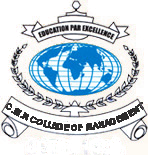 EDUCATION PAR EXCELLENCE
C.M.R COLLEGE OF MANAGEMENT